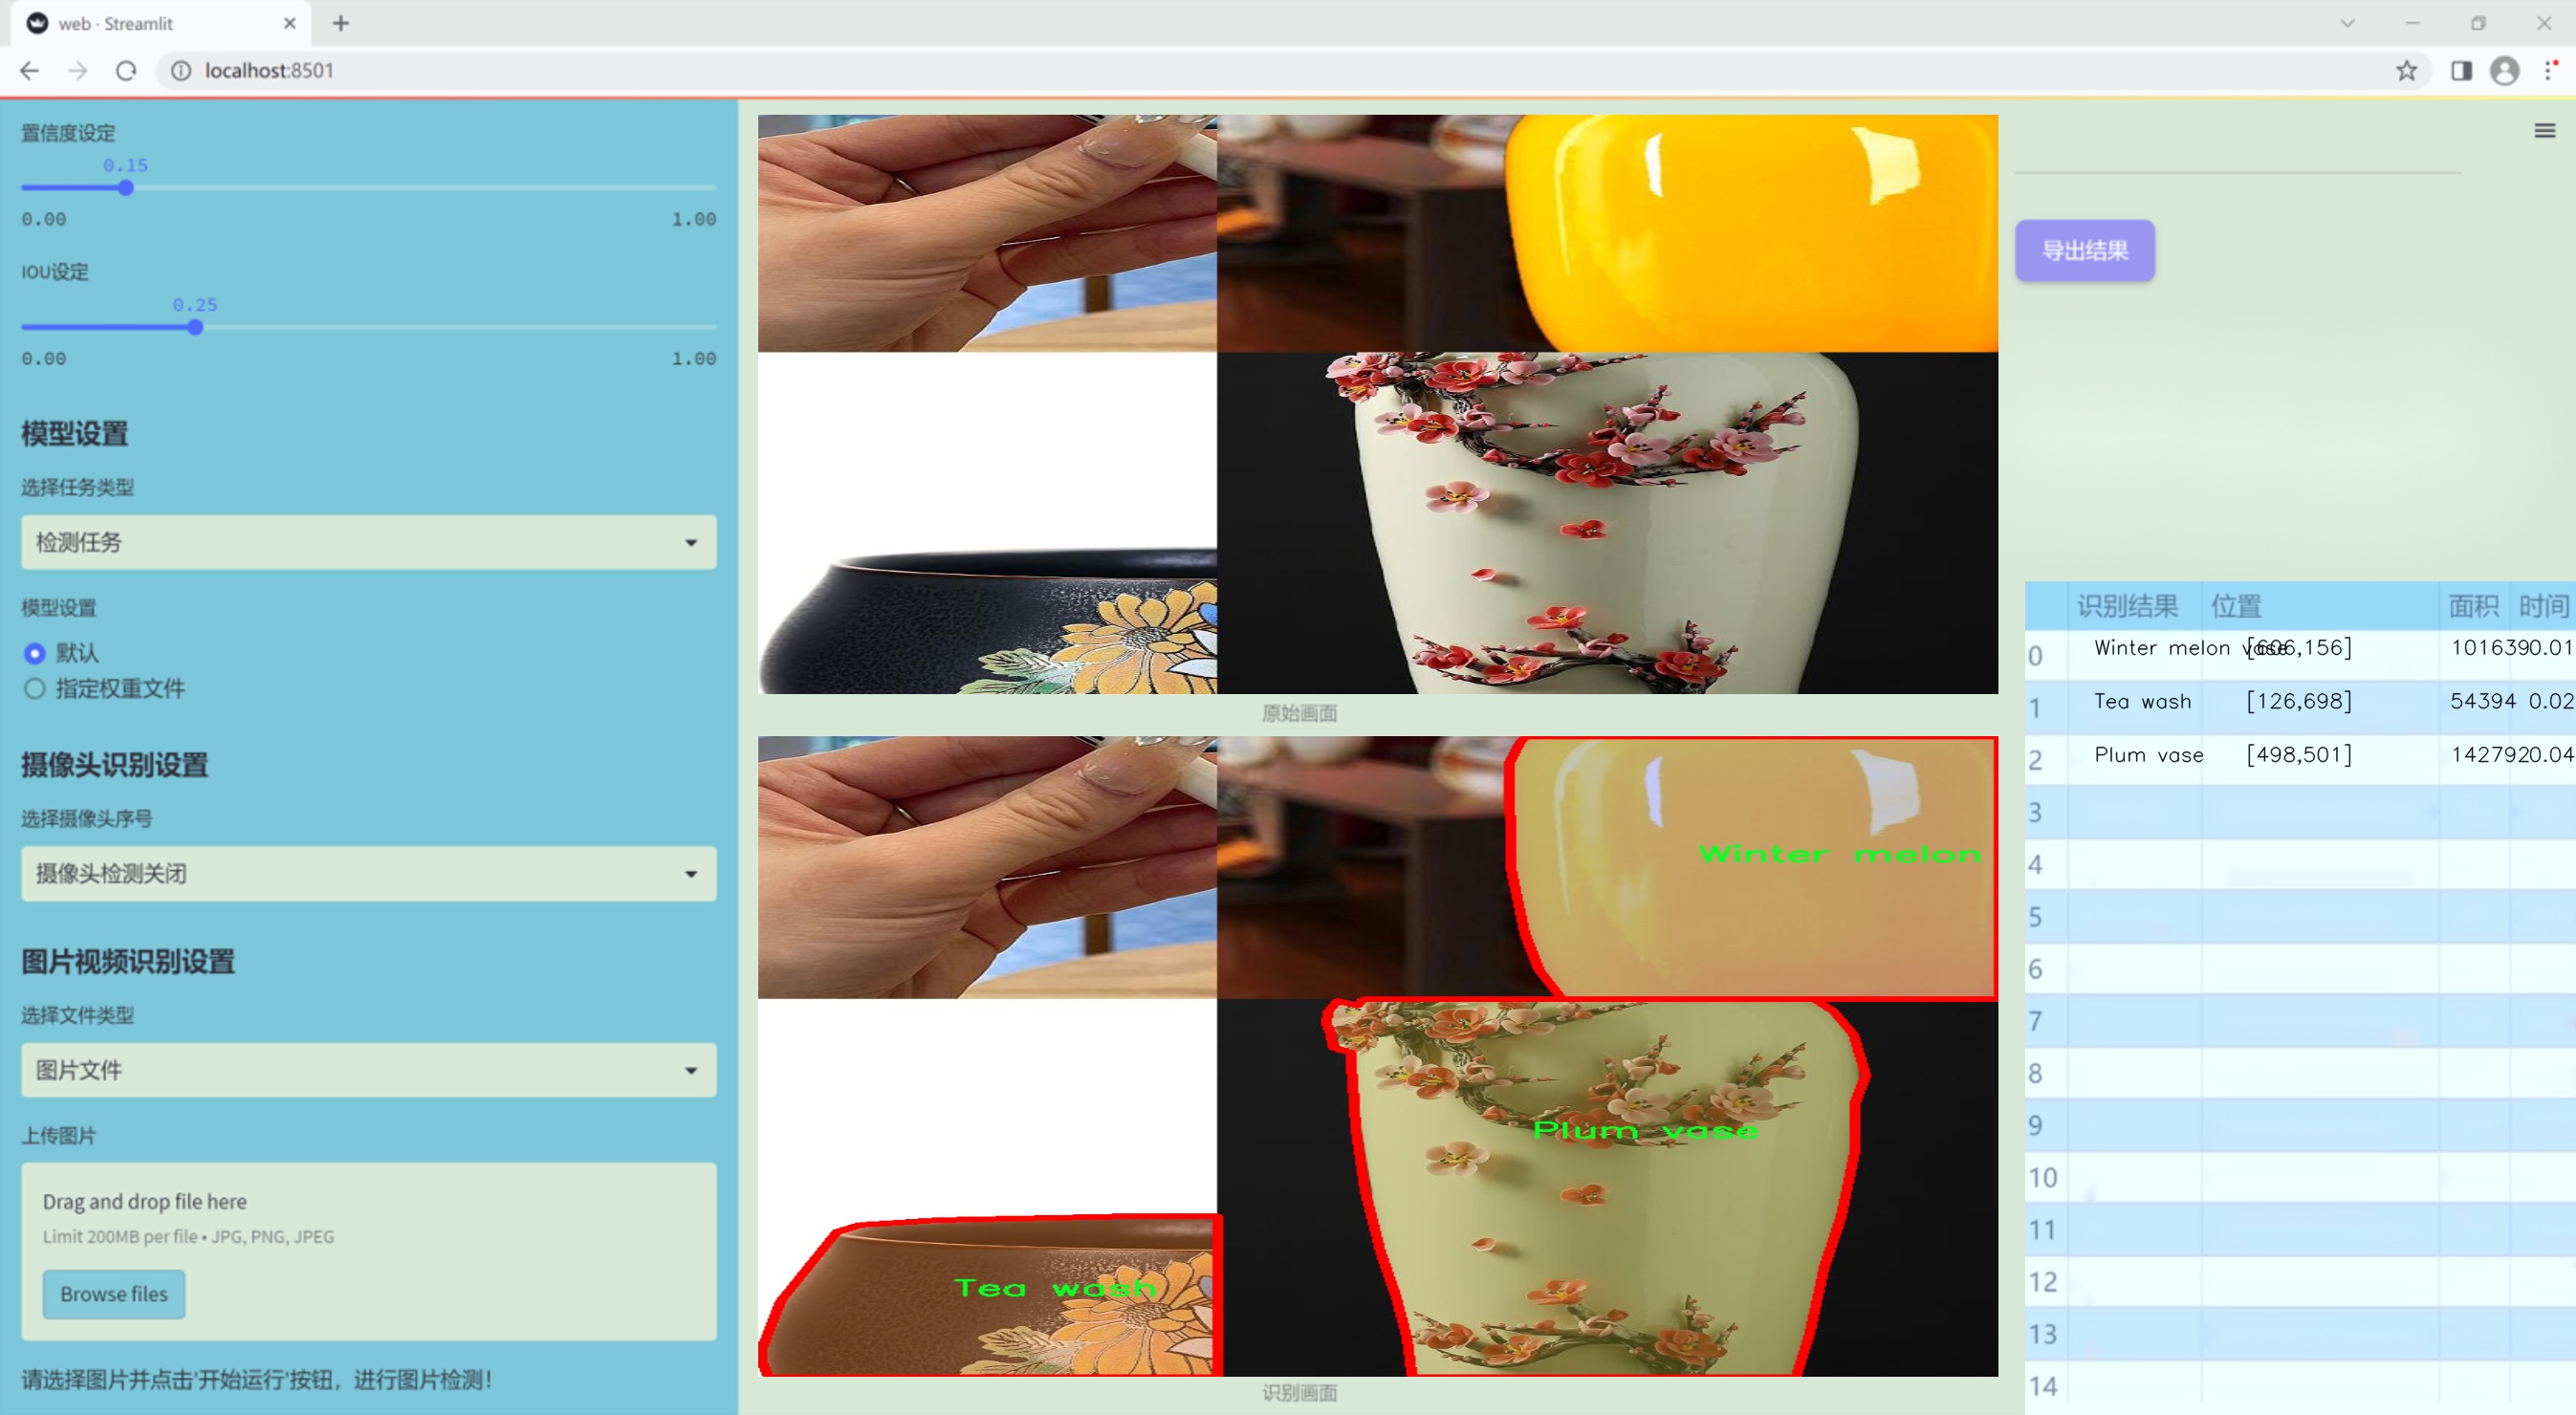 web · Streamlit
localhost:8501
置信度设定
0.15
0.00 1.00
IOU设定
0.25
0.00 1.00
模型设置
选择任务类型
检测任务
模型设置
默认
指定权重文件
摄像头识别设置
选择摄像头序号
摄像头检测关闭
图片视频识别设置
选择文件类型
图片文件
上传图片
Drag and drop file here
Limit 200MB per file • JPG, PNG, JPEG
Browse files
请选择图片并点击'开始运行'按钮，进行图片检测！
原始画面
Winter melon
Plum vase
Tea wash
识别画面
导出结果
识别结果 位置 面积 时间
0 Winter melon vase [606,156] 101639 0.01
1 Tea wash [126,698] 54394 0.02
2 Plum vase [498,501] 142792 0.04
3
4
5
6
7
8
9
10
11
12
13
14